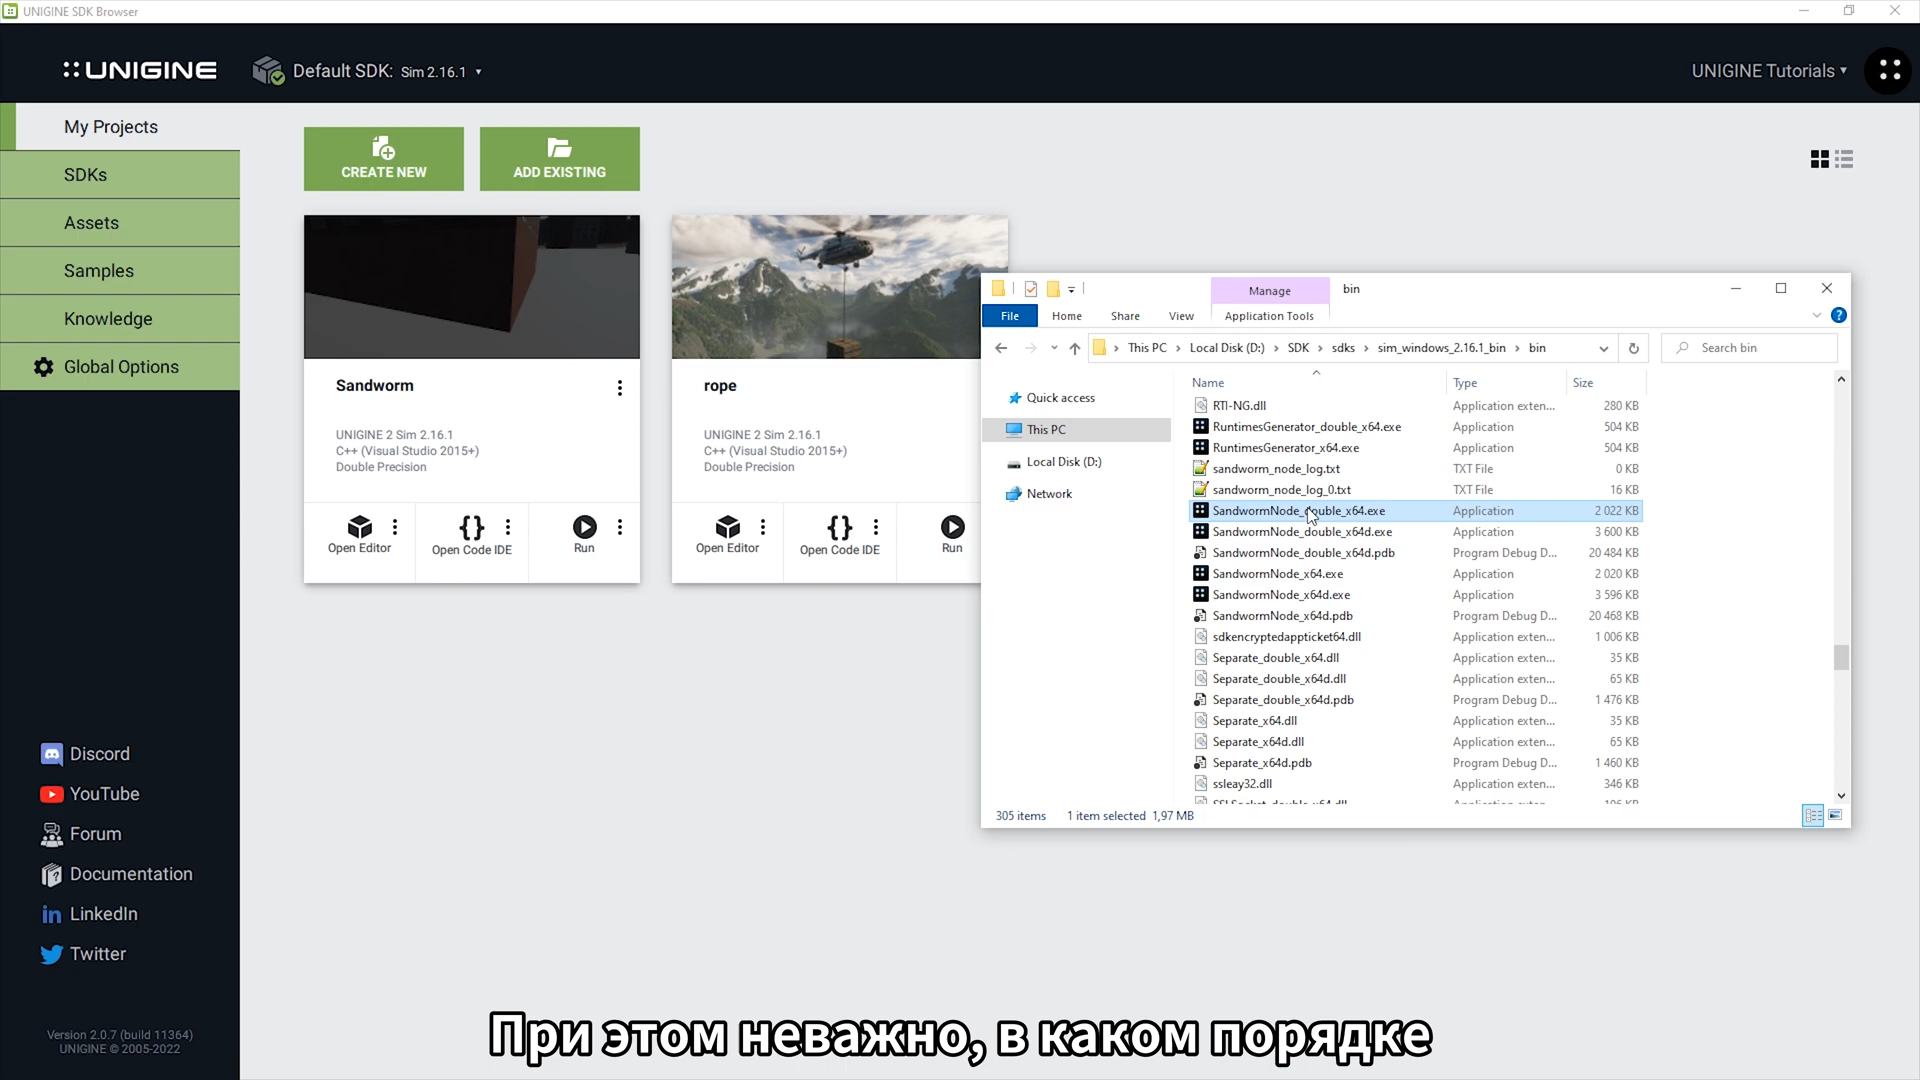 UNIGINE SDK Browser
UNIGINE
Default SDK: Sim 2.16.1
UNIGINE Tutorials
My Projects
SDKs
Assets
Samples
Knowledge
Global Options
Discord
YouTube
Forum
Documentation
LinkedIn
Twitter
Version 2.0.7 (build 11364)
UNIGINE © 2005-2022
CREATE NEW
ADD EXISTING
Sandworm
UNIGINE 2 Sim 2.16.1
C++ (Visual Studio 2015+)
Double Precision
Open Editor
Open Code IDE
Run
rope
UNIGINE 2 Sim 2.16.1
C++ (Visual Studio 2015+)
Double Precision
Open Editor
Open Code IDE
Run
Manage
bin
File
Home
Share
View
Application Tools
This PC
Local Disk (D:)
SDK
sdks
sim_windows_2.16.1_bin
bin
Search bin
Quick access
This PC
Local Disk (D:)
Network
Name Type Size
RTI-NG.dll Application exten... 280 KB
RuntimesGenerator_double_x64.exe Application 504 KB
RuntimesGenerator_x64.exe Application 504 KB
sandworm_node_log.txt TXT File 0 KB
sandworm_node_log_0.txt TXT File 16 KB
SandwormNode_double_x64.exe Application 2 022 KB
SandwormNode_double_x64d.exe Application 3 600 KB
SandwormNode_double_x64d.pdb Program Debug D... 20 484 KB
SandwormNode_x64.exe Application 2 020 KB
SandwormNode_x64d.exe Application 3 596 KB
SandwormNode_x64d.pdb Program Debug D... 20 468 KB
sdkencryptedappticket64.dll Application exten... 1 006 KB
Separate_double_x64.dll Application exten... 35 KB
Separate_double_x64d.dll Application exten... 65 KB
Separate_double_x64d.pdb Program Debug D... 1 476 KB
Separate_x64.dll Application exten... 35 KB
Separate_x64d.dll Application exten... 65 KB
Separate_x64d.pdb Program Debug D... 1 460 KB
ssleay32.dll Application exten... 346 KB
305 items 1 item selected 1,97 MB
При этом неважно, в каком порядке